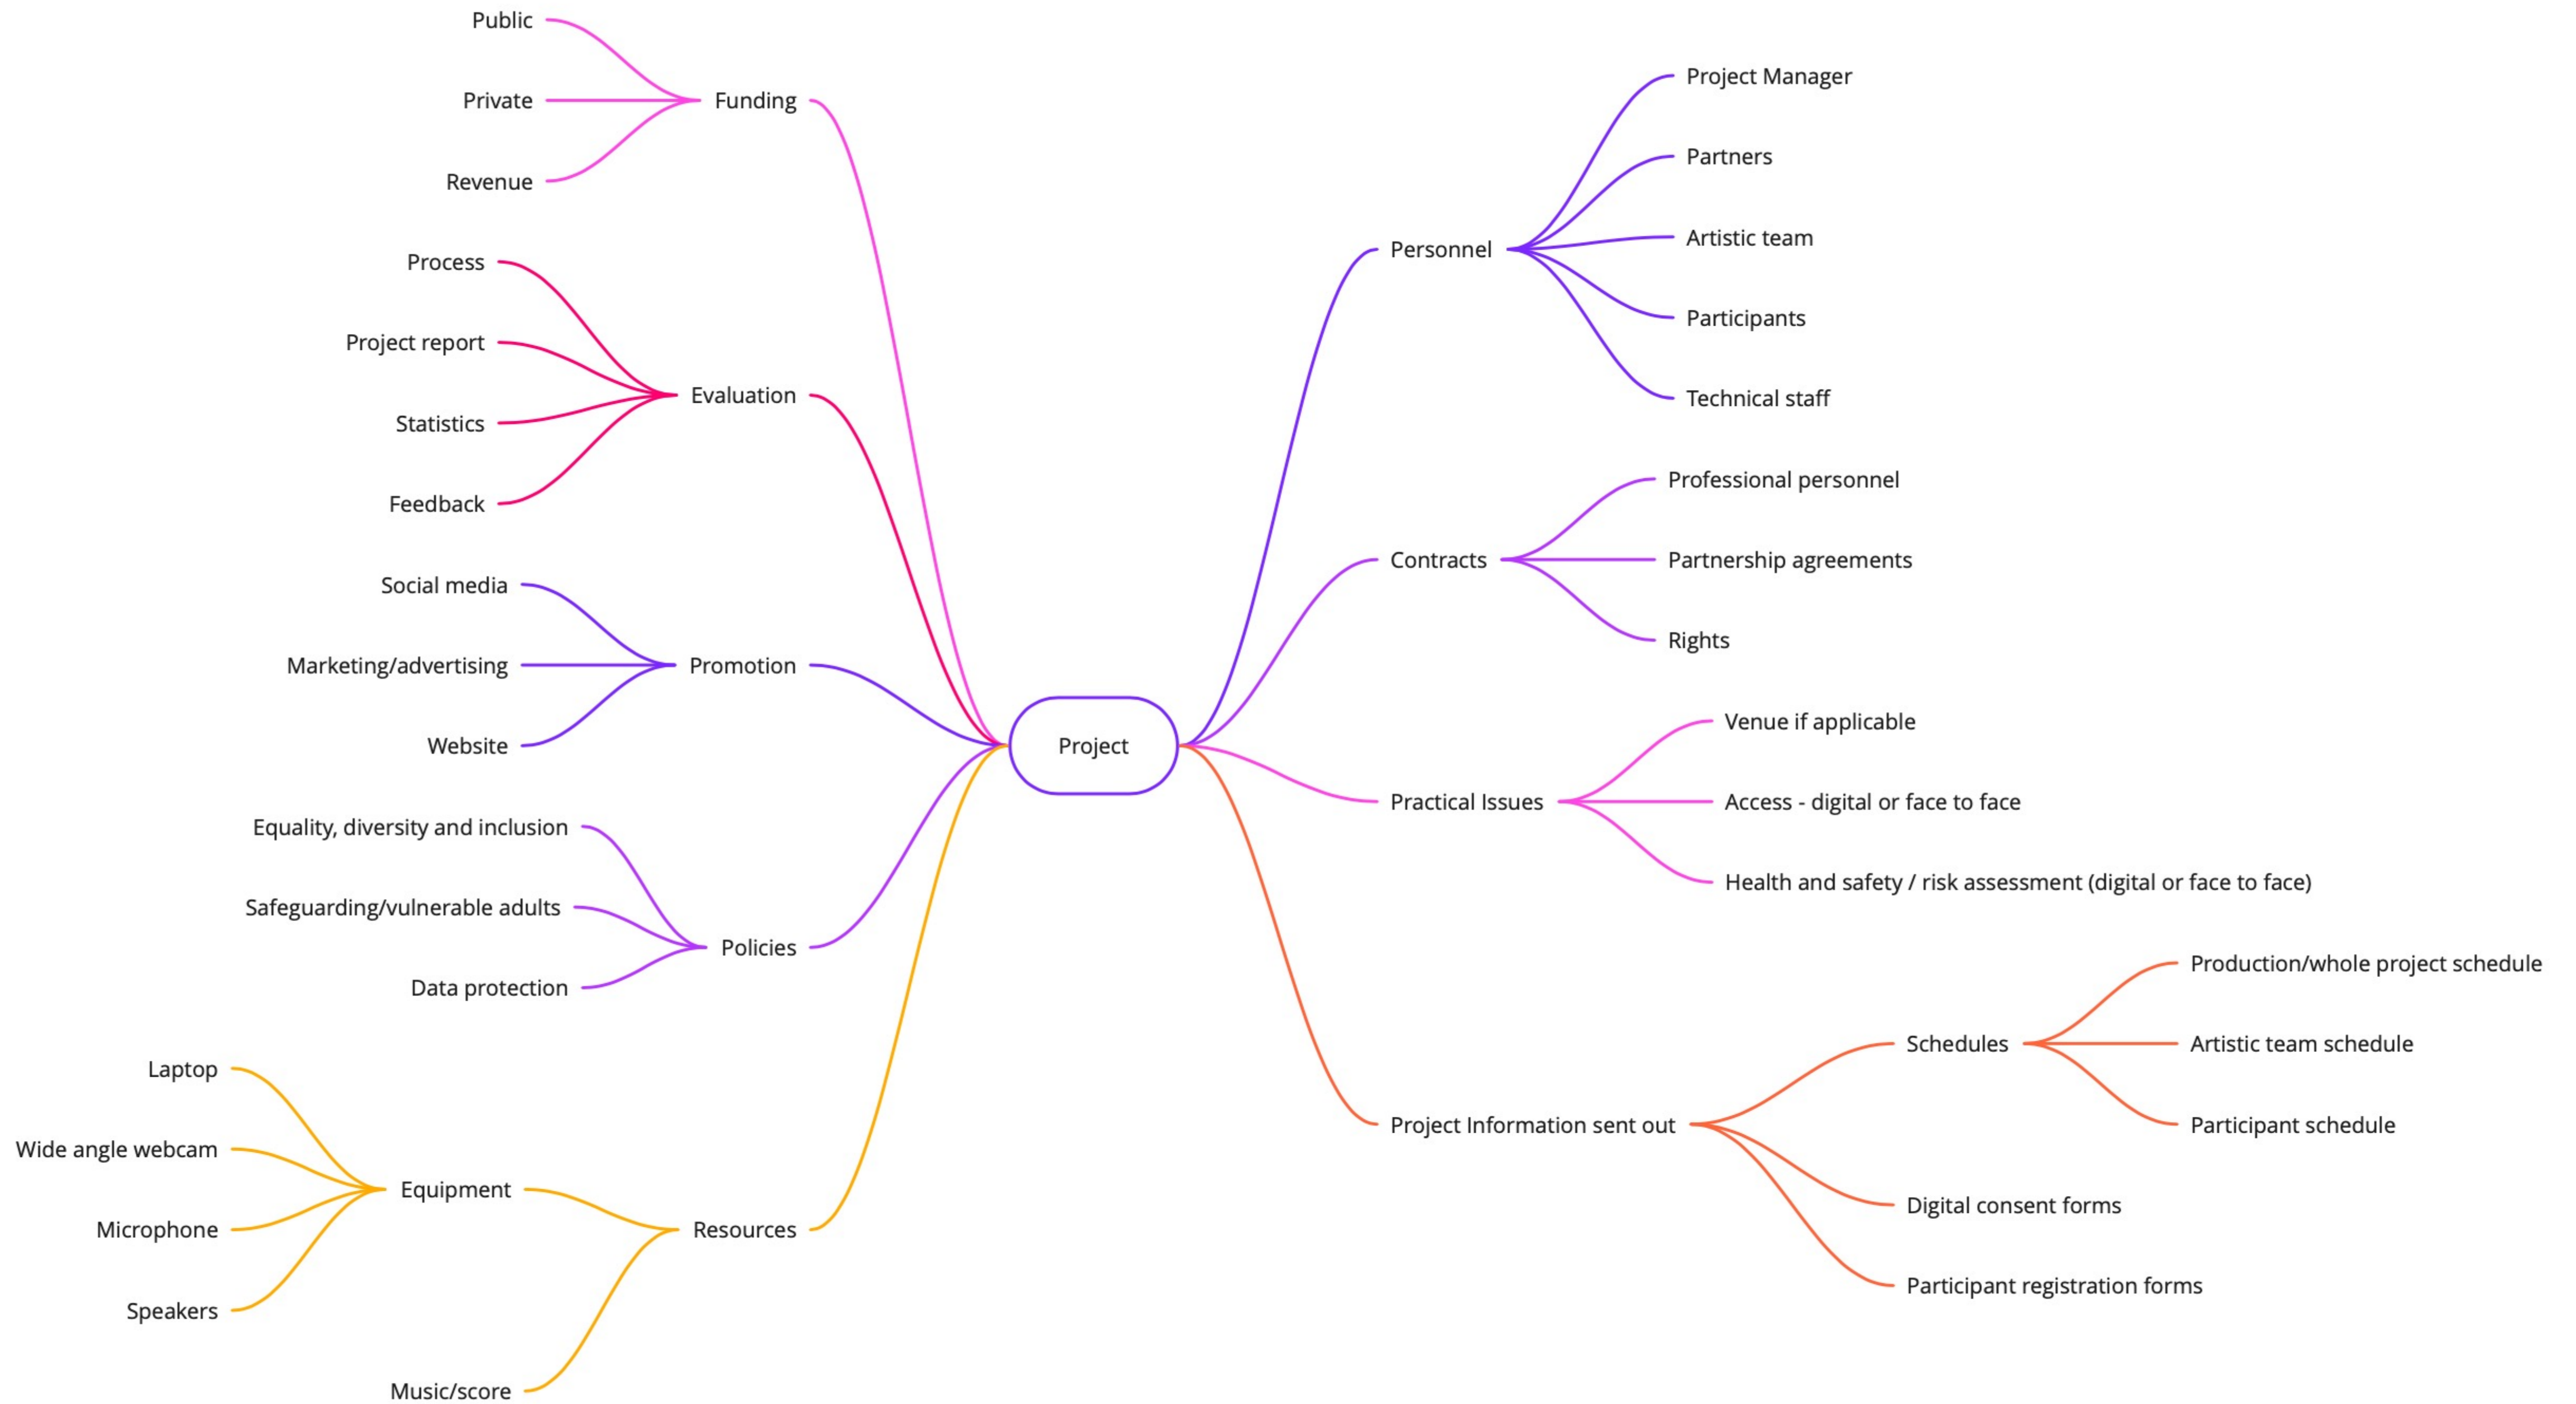 Project
Funding
Public
Private
Revenue
Evaluation
Process
Project report
Statistics
Feedback
Promotion
Social media
Marketing/advertising
Website
Policies
Equality, diversity and inclusion
Safeguarding/vulnerable adults
Data protection
Resources
Equipment
Laptop
Wide angle webcam
Microphone
Speakers
Music/score
Personnel
Project Manager
Partners
Artistic team
Participants
Technical staff
Contracts
Professional personnel
Partnership agreements
Rights
Practical Issues
Venue if applicable
Access - digital or face to face
Health and safety / risk assessment (digital or face to face)
Project Information sent out
Schedules
Production/whole project schedule
Artistic team schedule
Participant schedule
Digital consent forms
Participant registration forms